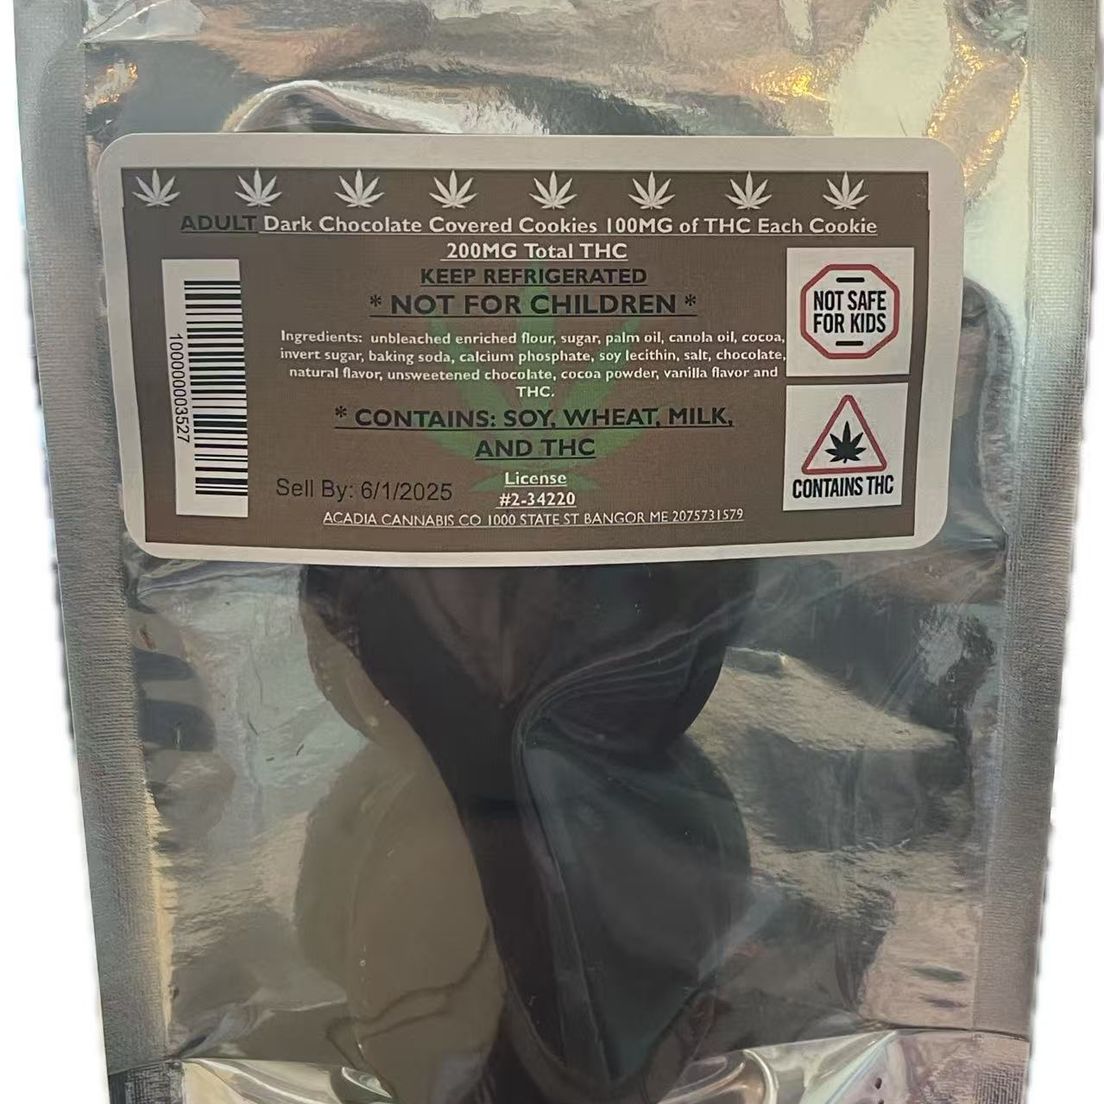 ADULT Dark Chocolate Covered Cookies 100MG of THC Each Cookie
200MG Total THC
KEEP REFRIGERATED
* NOT FOR CHILDREN *
Ingredients: unbleached enriched flour, sugar, palm oil, canola oil, cocoa,
invert sugar, baking soda, calcium phosphate, soy lecithin, salt, chocolate,
natural flavor, unsweetened chocolate, cocoa powder, vanilla flavor and
THC.
* CONTAINS: SOY, WHEAT, MILK,
AND THC
Sell By: 6/1/2025
License
#2-34220
ACADIA CANNABIS CO 1000 STATE ST BANGOR ME 2075731579
100000003527
NOT SAFE
FOR KIDS
CONTAINS THC